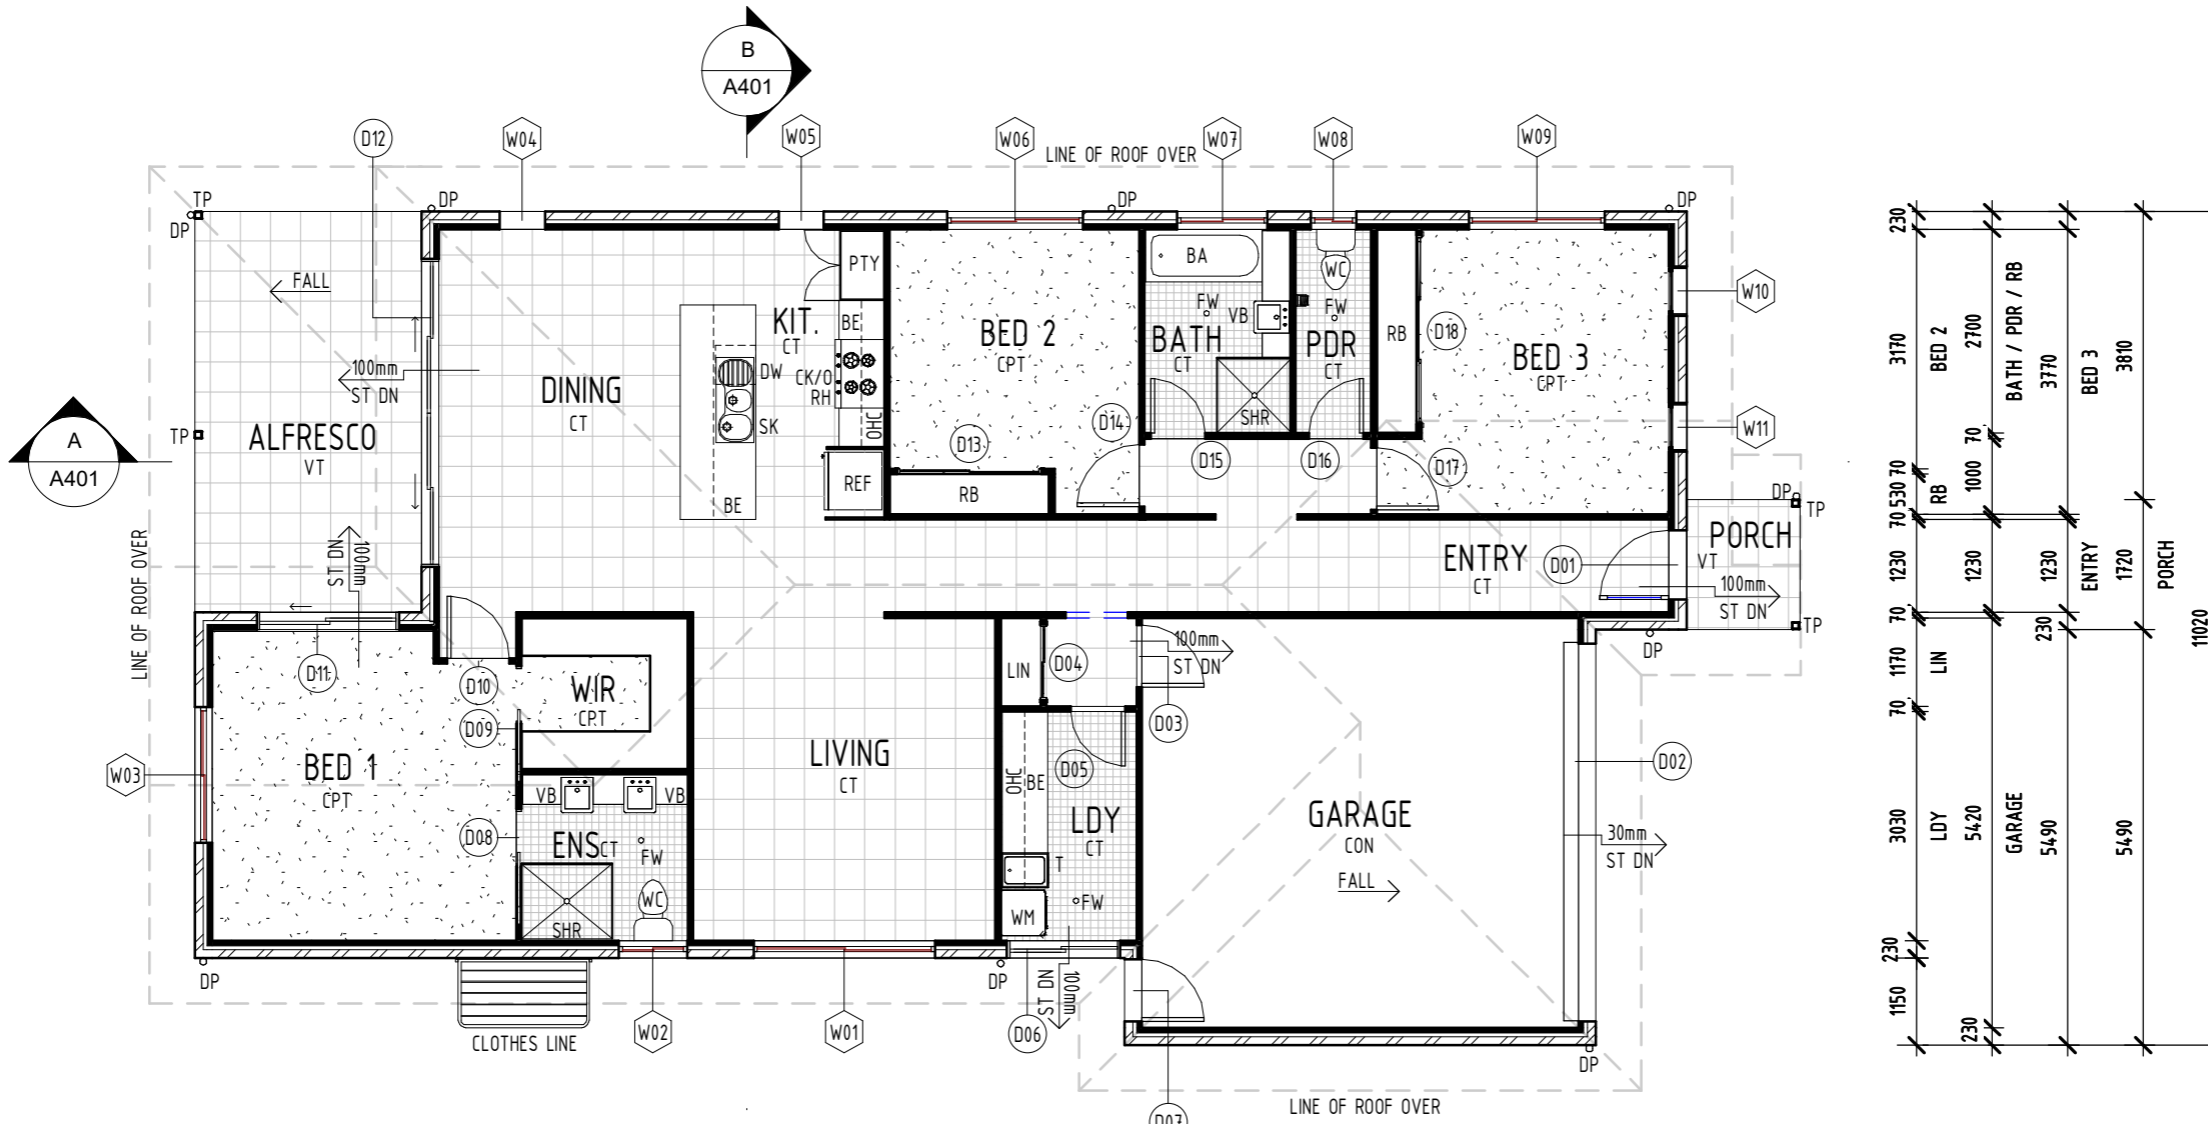 B
A401
D12
W04
W05
W06
W07
W08
W09
LINE OF ROOF OVER
TP
DP
DP
DP
DP
FALL
PTY
BA
WC
W10
KIT.
CT
BE
BED 2
CPT
FW
VB
BATH
CT
FW
PDR
CT
RB
D18
BED 3
CPT
100mm
ST DN
DINING
CT
DW
CK/O
RH
SK
OHC
SHR
A
A401
TP
ALFRESCO
VT
D14
W11
D13
D15
D16
D17
REF
RB
BE
DP
TP
PORCH
VT
LINE OF ROOF OVER
ST DN
100mm
ENTRY
CT
D01
100mm
ST DN
TP
DP
D11
D10
WIR
CPT
LIN
D04
100mm
ST DN
D09
D03
W03
BED 1
CPT
LIVING
CT
D02
VB
VB
OHC
BE
D05
LDY
CT
GARAGE
CON
30mm
ST DN
D08
ENS
CT
FW
T
FALL
WC
SHR
WM
FW
DP
DP
ST DN
100mm
CLOTHES LINE
W02
W01
D06
DP
D07
LINE OF ROOF OVER
230
3170
70
530
70
1230
70
1170
70
3030
230
1150
BED 2
RB
LIN
LDY
2700
70
1000
1230
5420
230
BATH / PDR / RB
GARAGE
3770
1230
230
5490
BED 3
ENTRY
3810
1720
5490
PORCH
11020